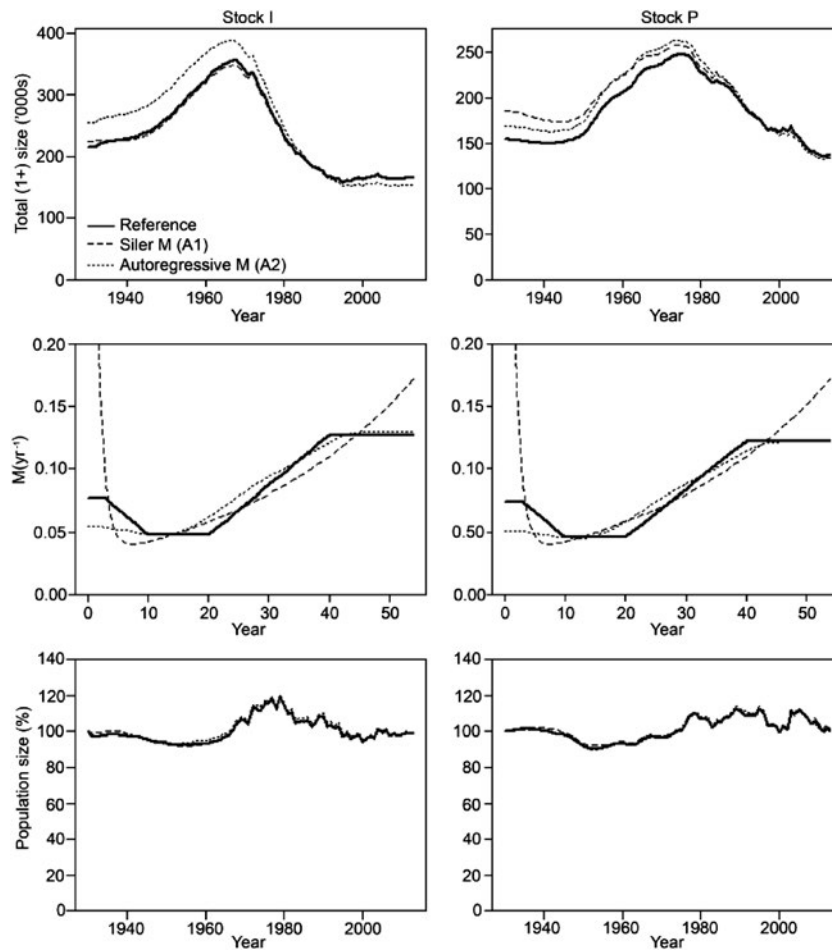 Stock I
Stock P
Total (1+) size ('000s)
400
300
200
100
0
Reference
Siler M (A1)
Autoregressive M (A2)
1940 1960 1980 2000
Year
250
200
150
100
50
0
1940 1960 1980 2000
Year
M(yr⁻¹)
0.20
0.15
0.10
0.05
0.00
0 10 20 30 40 50
Year
0.20
0.15
0.10
0.50
0.00
0 10 20 30 40 50
Year
Population size (%)
140
120
100
80
60
40
20
0
1940 1960 1980 2000
Year
140
120
100
80
60
40
20
0
1940 1960 1980 2000
Year